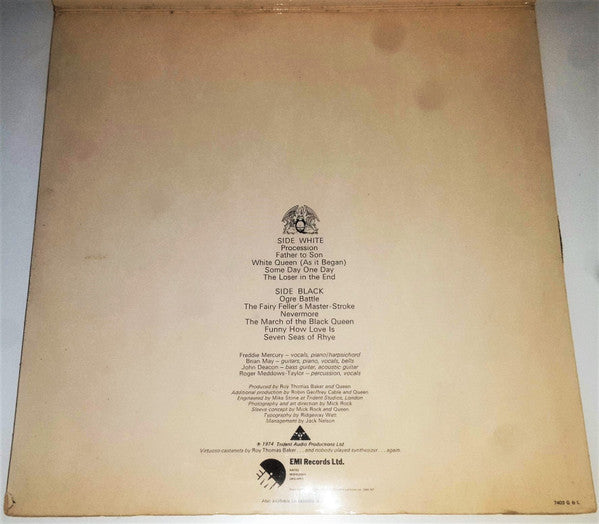 SIDE WHITE
Procession
Father to Son
White Queen (As it Began)
Some Day One Day
The Loser in the End
SIDE BLACK
Ogre Battle
The Fairy Feller's Master-Stroke
Nevermore
The March of the Black Queen
Funny How Love Is
Seven Seas of Rhye
Freddie Mercury – vocals, piano/harpsichord
Brian May – guitars, piano, vocals, bells
John Deacon – bass guitar, acoustic guitar
Roger Meddows-Taylor – percussion, vocals
Produced by Roy Thomas Baker and Queen
Additional production by Robin Geoffrey Cable and Queen
Engineered by Mike Stone at Trident Studios, London
Photography and art direction by Mick Rock
Sleeve concept by Mick Rock and Queen
Typography by Ridgeway Watt
Management by Jack Nelson
℗ 1974 Trident Audio Productions Ltd.
Virtuoso castanets by Roy Thomas Baker . . . and nobody played synthesizer . . . again.
EMI
EMI Records Ltd.
7403 G & L